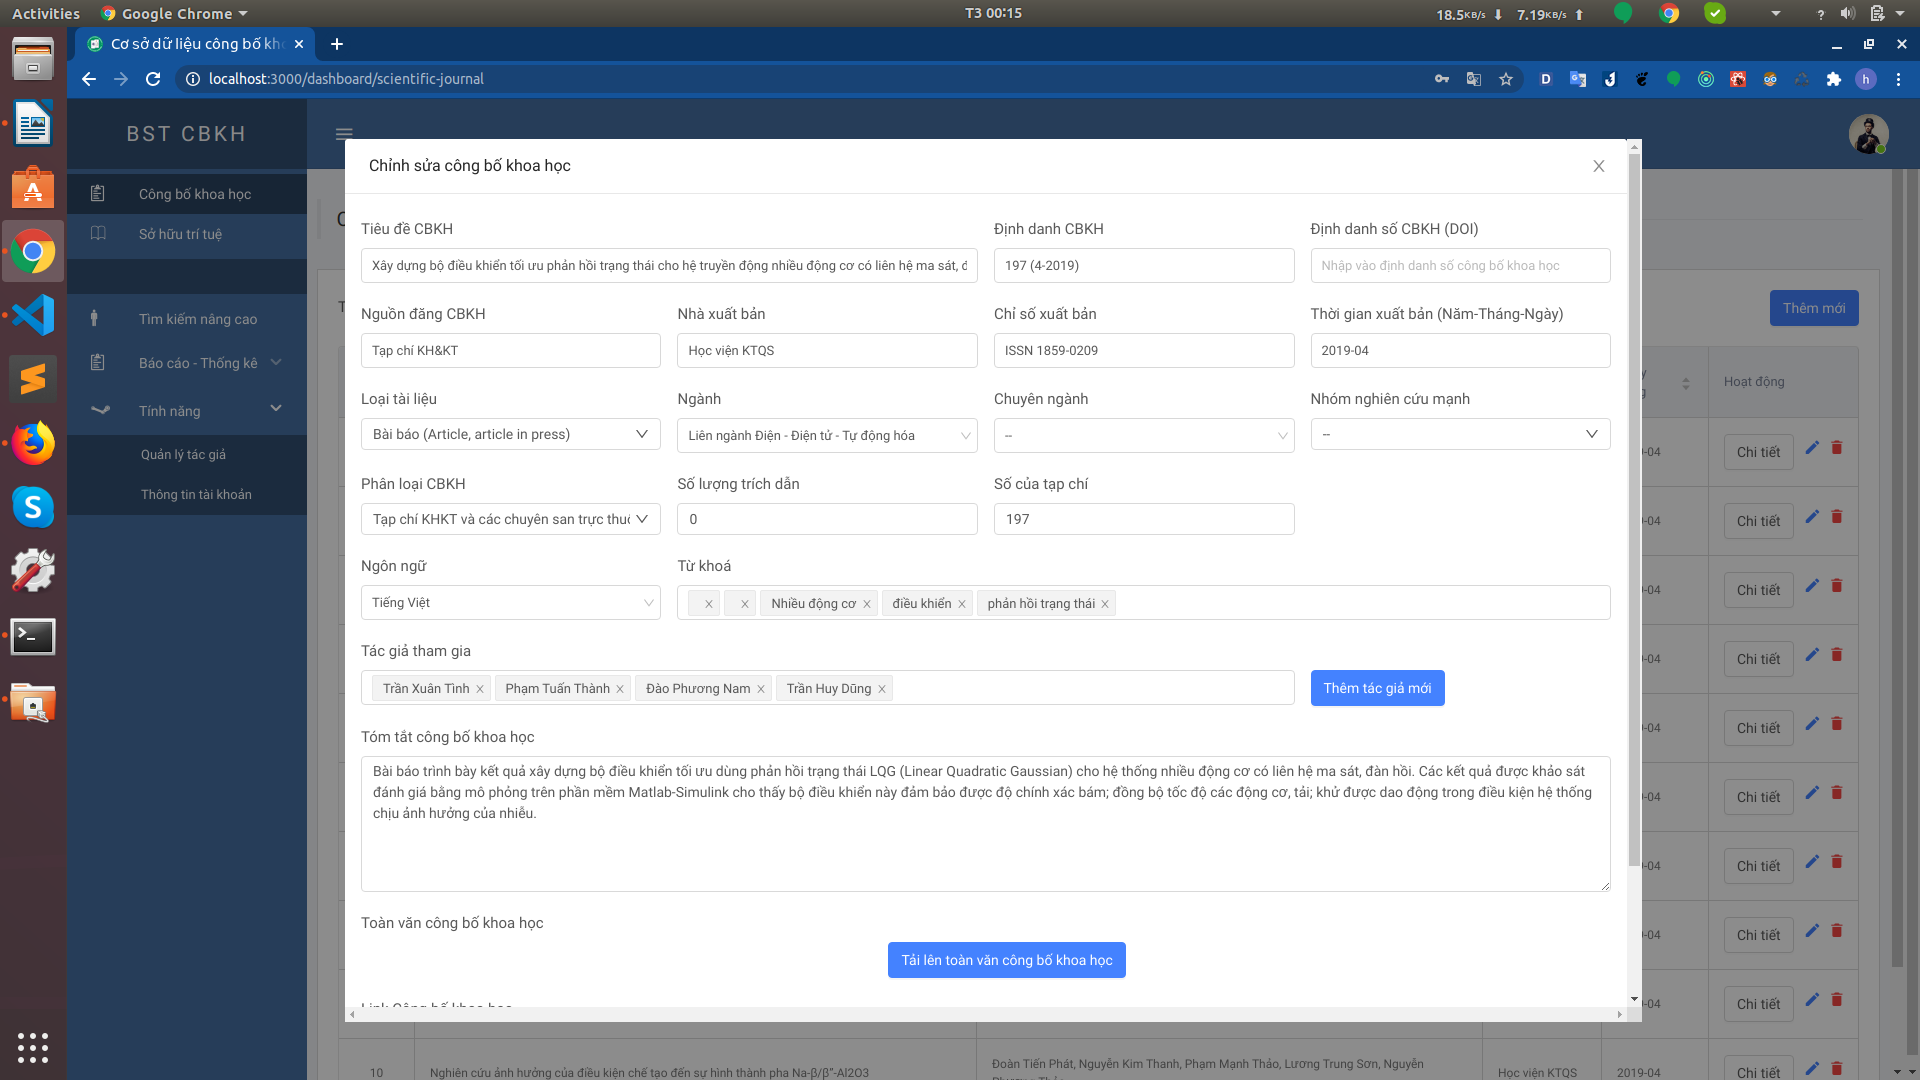 Activities Google Chrome T3 00:15 18.5KB/s 7.19KB/s ?
Cơ sở dữ liệu công bố kho
localhost:3000/dashboard/scientific-journal
BST CBKH
Công bố khoa học
Sở hữu trí tuệ
Tìm kiếm nâng cao
Báo cáo - Thống kê
Tính năng
Quản lý tác giả
Thông tin tài khoản
Chỉnh sửa công bố khoa học
Tiêu đề CBKH Định danh CBKH Định danh số CBKH (DOI)
Xây dựng bộ điều khiển tối ưu phản hồi trạng thái cho hệ truyền động nhiều động cơ có liên hệ ma sát, đ 197 (4-2019) Nhập vào định danh số công bố khoa học
Nguồn đăng CBKH Nhà xuất bản Chỉ số xuất bản Thời gian xuất bản (Năm-Tháng-Ngày)
Tạp chí KH&KT Học viện KTQS ISSN 1859-0209 2019-04
Loại tài liệu Ngành Chuyên ngành Nhóm nghiên cứu mạnh
Bài báo (Article, article in press) Liên ngành Điện - Điện tử - Tự động hóa -- --
Phân loại CBKH Số lượng trích dẫn Số của tạp chí
Tạp chí KHKT và các chuyên san trực thuộ 0 197
Ngôn ngữ Từ khoá
Tiếng Việt Nhiều động cơ điều khiển phản hồi trạng thái
Tác giả tham gia
Trần Xuân Tình Phạm Tuấn Thành Đào Phương Nam Trần Huy Dũng Thêm tác giả mới
Tóm tắt công bố khoa học
Bài báo trình bày kết quả xây dựng bộ điều khiển tối ưu dùng phản hồi trạng thái LQG (Linear Quadratic Gaussian) cho hệ thống nhiều động cơ có liên hệ ma sát, đàn hồi. Các kết quả được khảo sát
đánh giá bằng mô phỏng trên phần mềm Matlab-Simulink cho thấy bộ điều khiển này đảm bảo được độ chính xác bám; đồng bộ tốc độ các động cơ, tải; khử được dao động trong điều kiện hệ thống
chịu ảnh hưởng của nhiễu.
Toàn văn công bố khoa học
Tải lên toàn văn công bố khoa học
Link Công bố khoa học
Thêm mới
Hoạt động
-04 Chi tiết
-04 Chi tiết
-04 Chi tiết
-04 Chi tiết
-04 Chi tiết
-04 Chi tiết
-04 Chi tiết
-04 Chi tiết
-04 Chi tiết
10 Nghiên cứu ảnh hưởng của điều kiện chế tạo đến sự hình thành pha Na-β/β”-Al2O3 Đoàn Tiến Phát, Nguyễn Kim Thanh, Phạm Mạnh Thảo, Lương Trung Sơn, Nguyễn Học viện KTQS 2019-04 Chi tiết